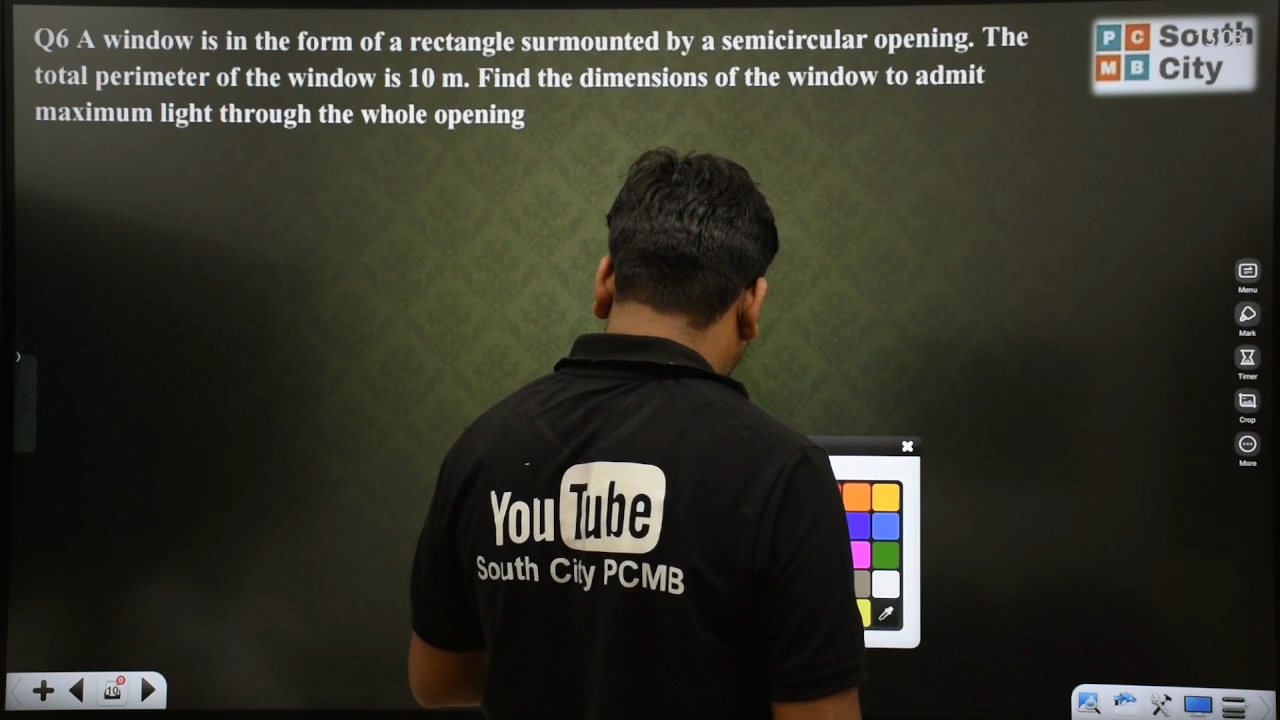 Q6 A window is in the form of a rectangle surmounted by a semicircular opening. The
total perimeter of the window is 10 m. Find the dimensions of the window to admit
maximum light through the whole opening
P C
M B
South
City
Menu
Mark
Timer
Crop
More
YouTube
South City PCMB
10
0